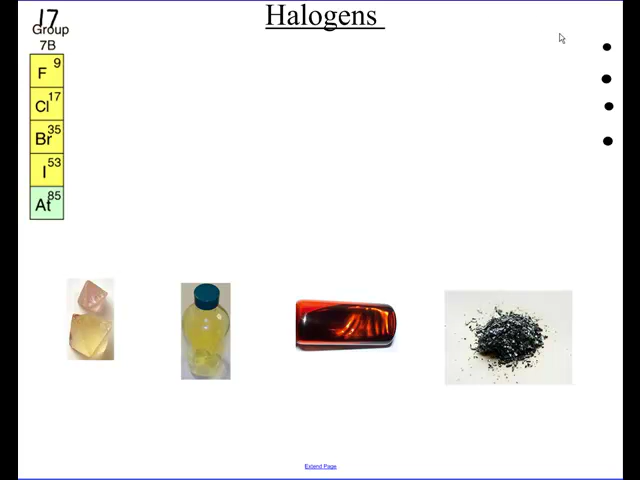 Halogens
17
Group
7B
F 9
Cl 17
Br 35
I 53
At 85
Extend Page